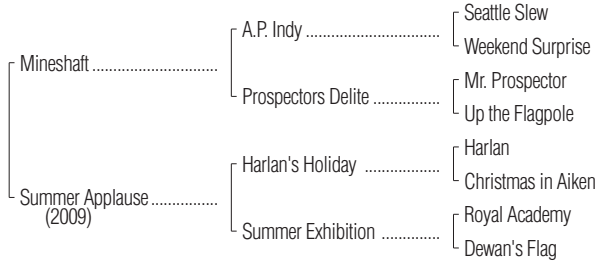 Seattle Slew
A.P. Indy ......................
Weekend Surprise
Mineshaft ............................
Mr. Prospector
Prospectors Delite ................
Up the Flagpole
Harlan
Harlan's Holiday ..................
Christmas in Aiken
Summer Applause ...............
(2009)
Royal Academy
Summer Exhibition ..............
Dewan's Flag